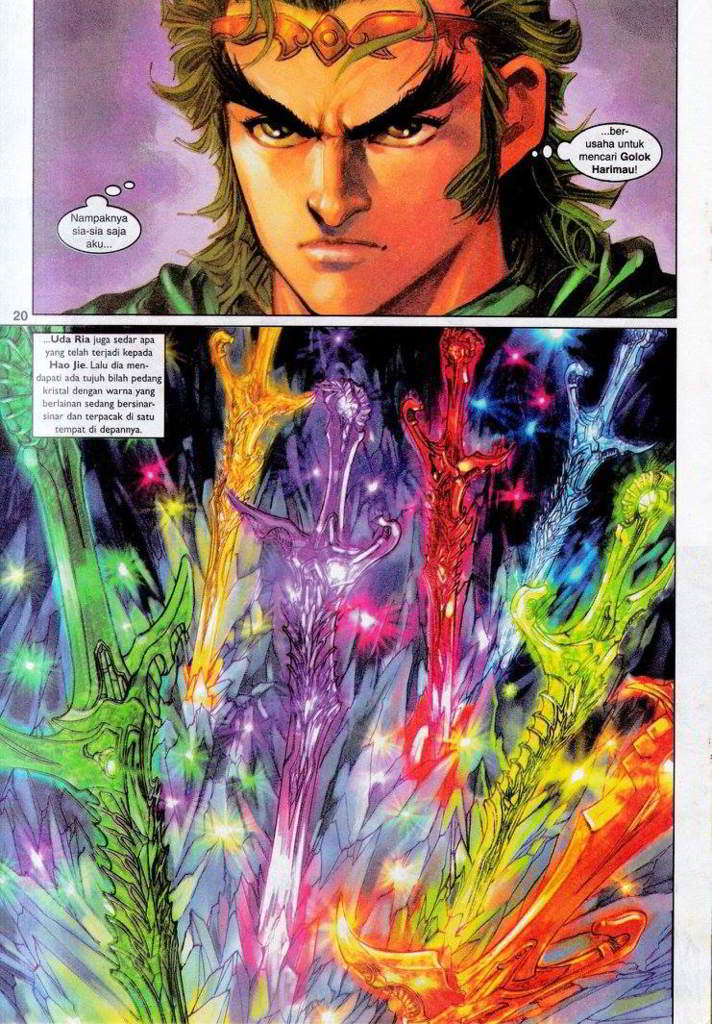 Nampaknya
sia-sia saja
aku...
...ber-
usaha untuk
mencari Golok
Harimau!
20
...Uda Ria juga sedar apa
yang telah terjadi kepada
Hao Jie. Lalu dia men-
dapati ada tujuh bilah pedang
kristal dengan warna yang
berlainan sedang bersinar-
sinar dan terpacak di satu
tempat di depannya.